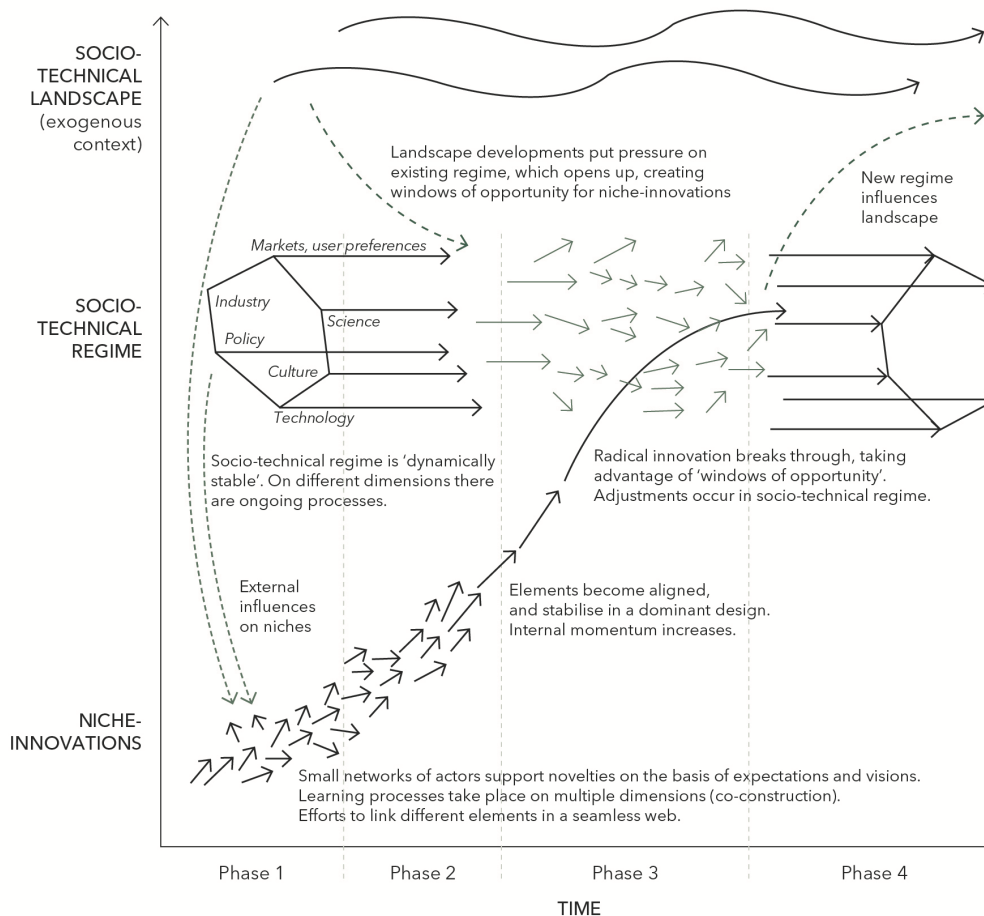 SOCIO-
TECHNICAL
LANDSCAPE
(exogenous
context)
Landscape developments put pressure on
existing regime, which opens up, creating
windows of opportunity for niche-innovations
New regime
influences
landscape
SOCIO-
TECHNICAL
REGIME
Markets, user preferences
Industry
Science
Policy
Culture
Technology
Socio-technical regime is ‘dynamically
stable’. On different dimensions there
are ongoing processes.
Radical innovation breaks through, taking
advantage of ‘windows of opportunity’.
Adjustments occur in socio-technical regime.
External
influences
on niches
Elements become aligned,
and stabilise in a dominant design.
Internal momentum increases.
NICHE-
INNOVATIONS
Small networks of actors support novelties on the basis of expectations and visions.
Learning processes take place on multiple dimensions (co-construction).
Efforts to link different elements in a seamless web.
Phase 1
Phase 2
Phase 3
Phase 4
TIME